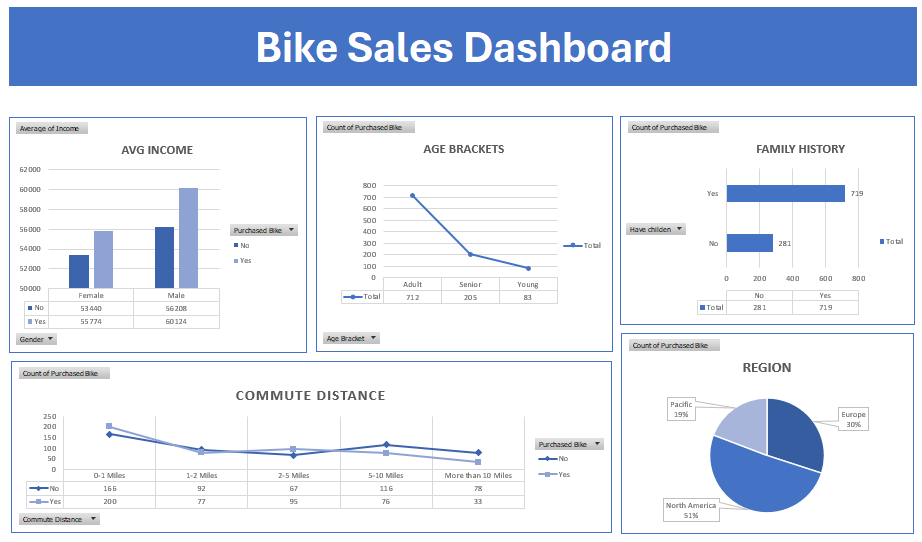 Bike Sales Dashboard
Average of Income
AVG INCOME
62000
60000
58000
56000
54000
52000
50000
Female Male
No 53440 56208
Yes 55774 60124
Purchased Bike
No
Yes
Gender
Count of Purchased Bike
AGE BRACKETS
800
700
600
500
400
300
200
100
0
Adult Senior Young
Total 712 205 83
Total
Age Bracket
Count of Purchased Bike
FAMILY HISTORY
Have childen
Yes 719
No 281
0 200 400 600 800
No Yes
Total 281 719
Total
Count of Purchased Bike
COMMUTE DISTANCE
250
200
150
100
50
0
0-1 Miles 1-2 Miles 2-5 Miles 5-10 Miles More than 10 Miles
No 166 92 67 116 78
Yes 200 77 95 76 33
Purchased Bike
No
Yes
Commute Distance
Count of Purchased Bike
REGION
Pacific
19%
Europe
30%
North America
51%